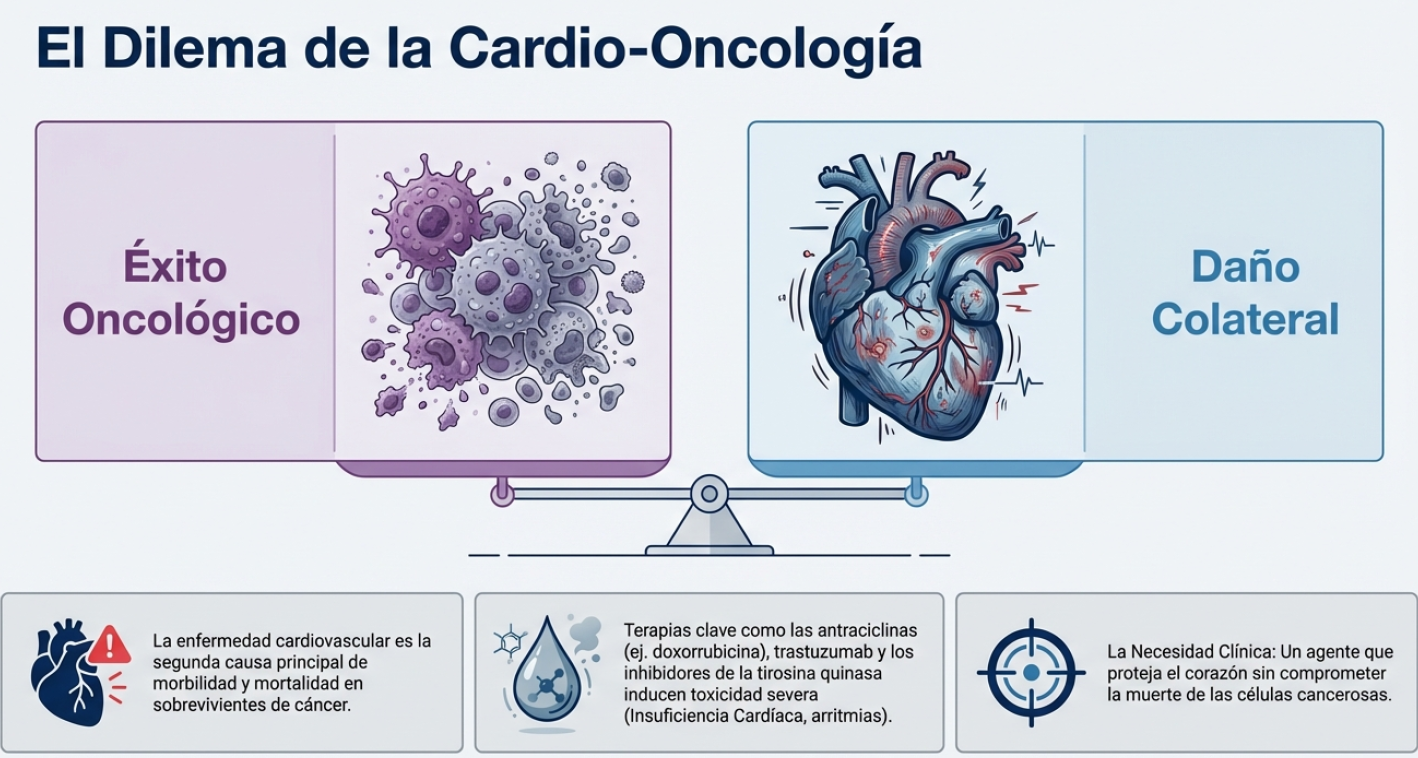 El Dilema de la Cardio-Oncología
Éxito
Oncológico
Daño
Colateral
La enfermedad cardiovascular es la
segunda causa principal de
morbilidad y mortalidad en
sobrevivientes de cáncer.
Terapias clave como las antraciclinas
(ej. doxorrubicina), trastuzumab y los
inhibidores de la tirosina quinasa
inducen toxicidad severa
(Insuficiencia Cardíaca, arritmias).
La Necesidad Clínica: Un agente que
proteja el corazón sin comprometer
la muerte de las células cancerosas.